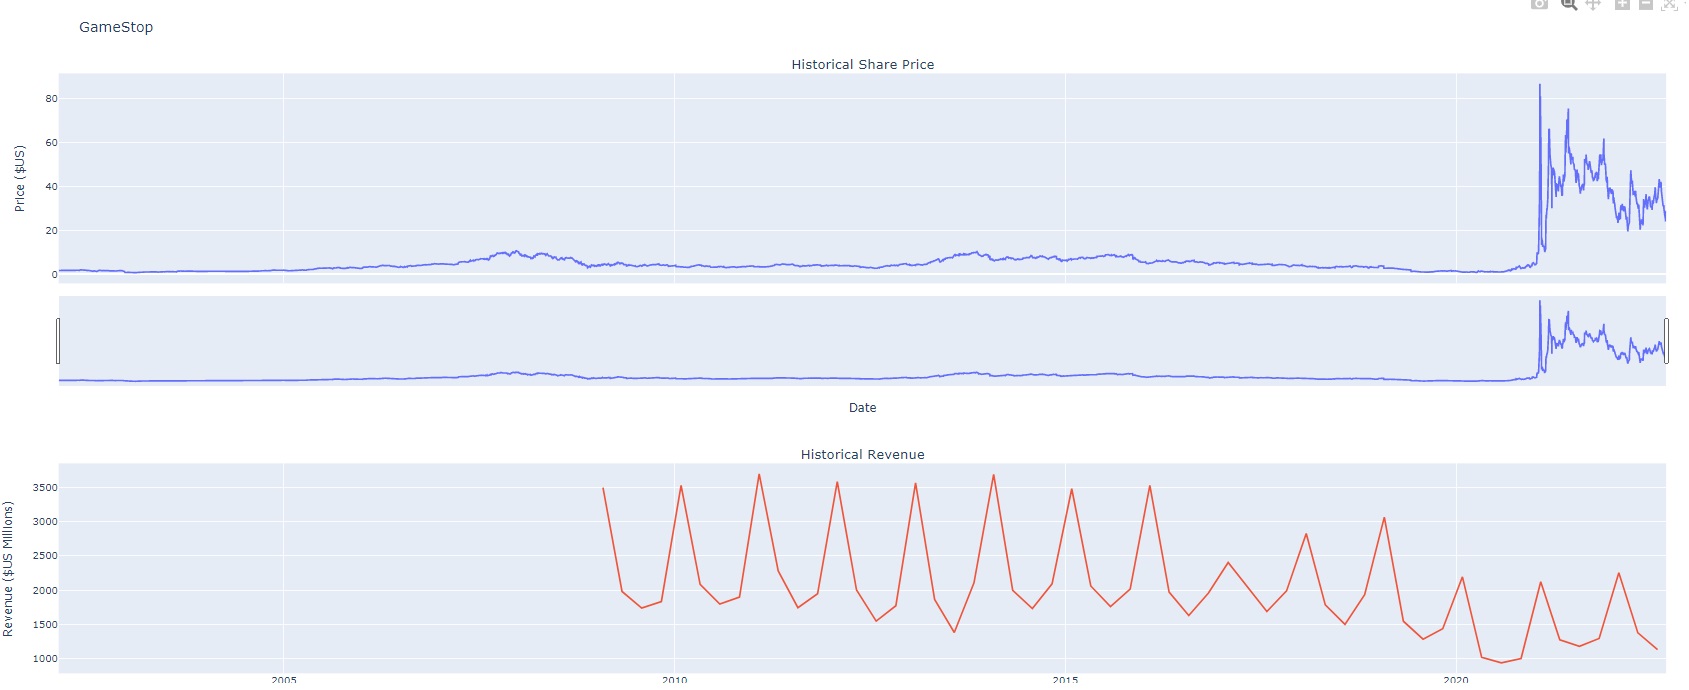 GameStop
Historical Share Price
80
60
40
20
0
Price ($US)
Date
Historical Revenue
3500
3000
2500
2000
1500
1000
Revenue ($US Millions)
2005
2010
2015
2020